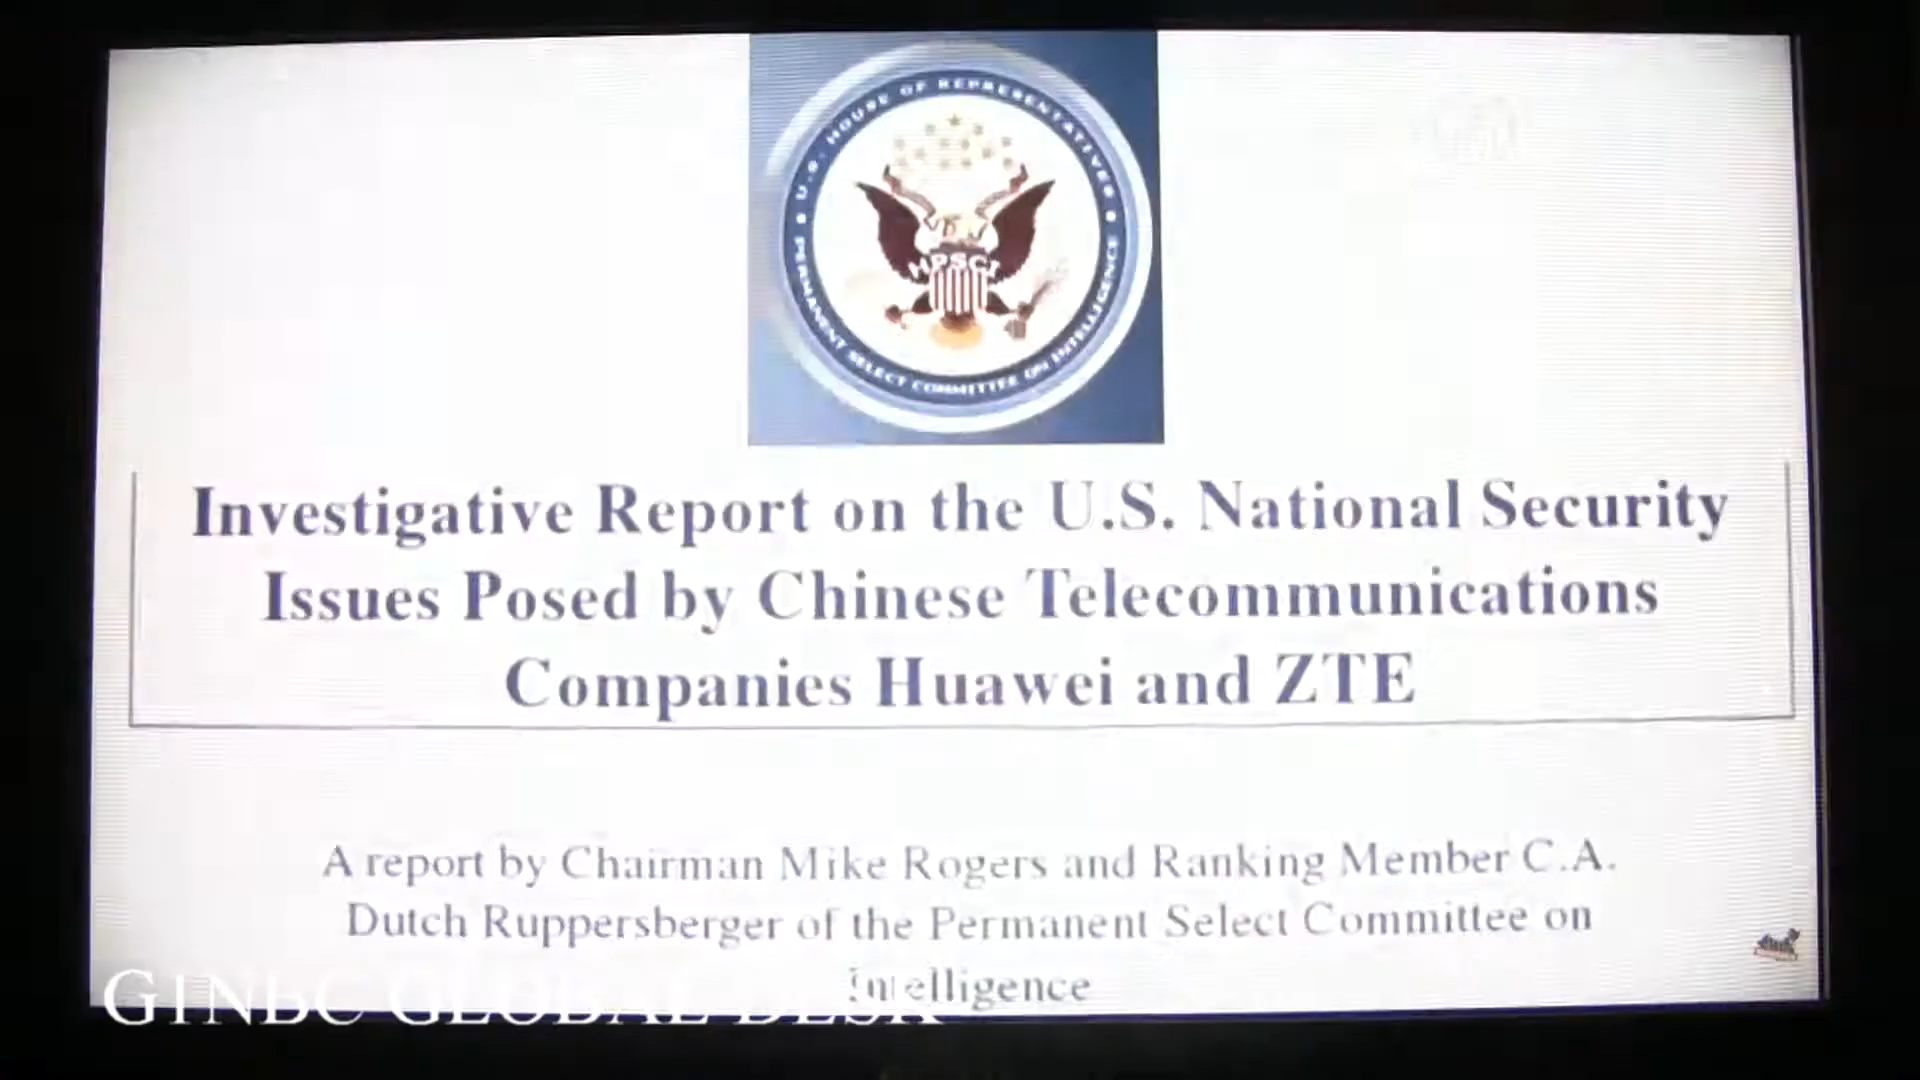 U.S. HOUSE OF REPRESENTATIVES
HPSCI
PERMANENT SELECT COMMITTEE ON INTELLIGENCE
Investigative Report on the U.S. National Security
Issues Posed by Chinese Telecommunications
Companies Huawei and ZTE
A report by Chairman Mike Rogers and Ranking Member C.A.
Dutch Ruppersberger of the Permanent Select Committee on
Intelligence
G1NBC GLOBAL DESK